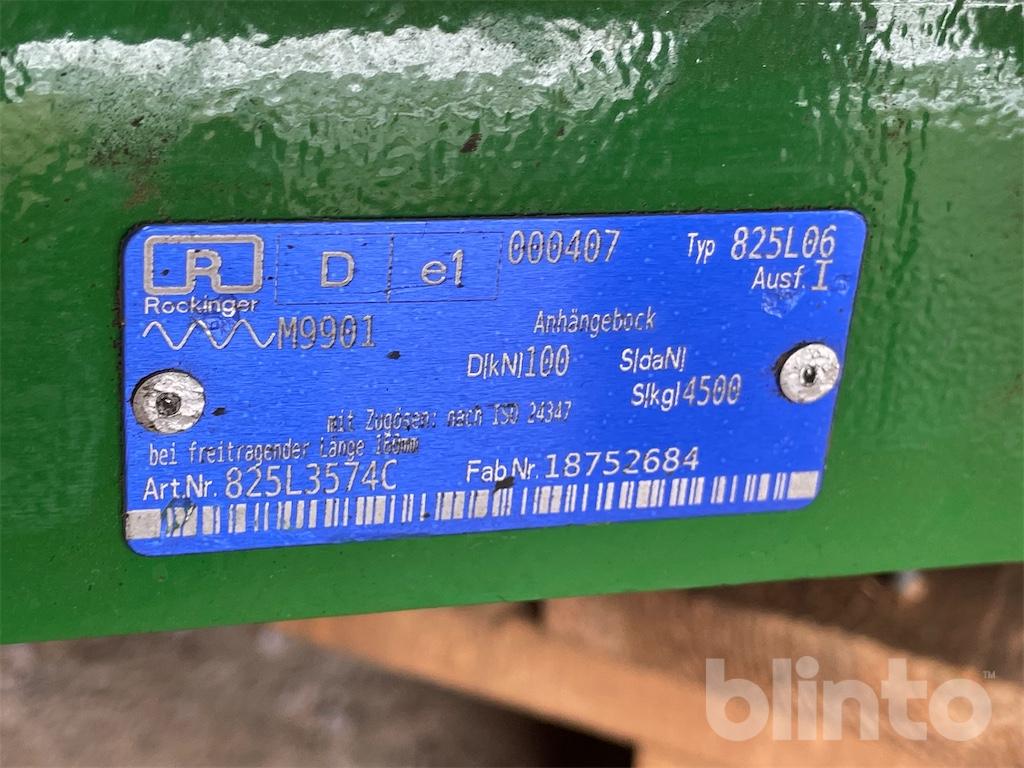 R D e1 000407 Typ 825L06
Rockinger Ausf. I
M9901 Anhängebock
D/kN/100 S/daN/
S/kg/4500
mit Zugösen: nach ISO 24347
bei freitragender Länge 160mm
Art.Nr. 825L3574C Fab Nr. 18752684
blinto™